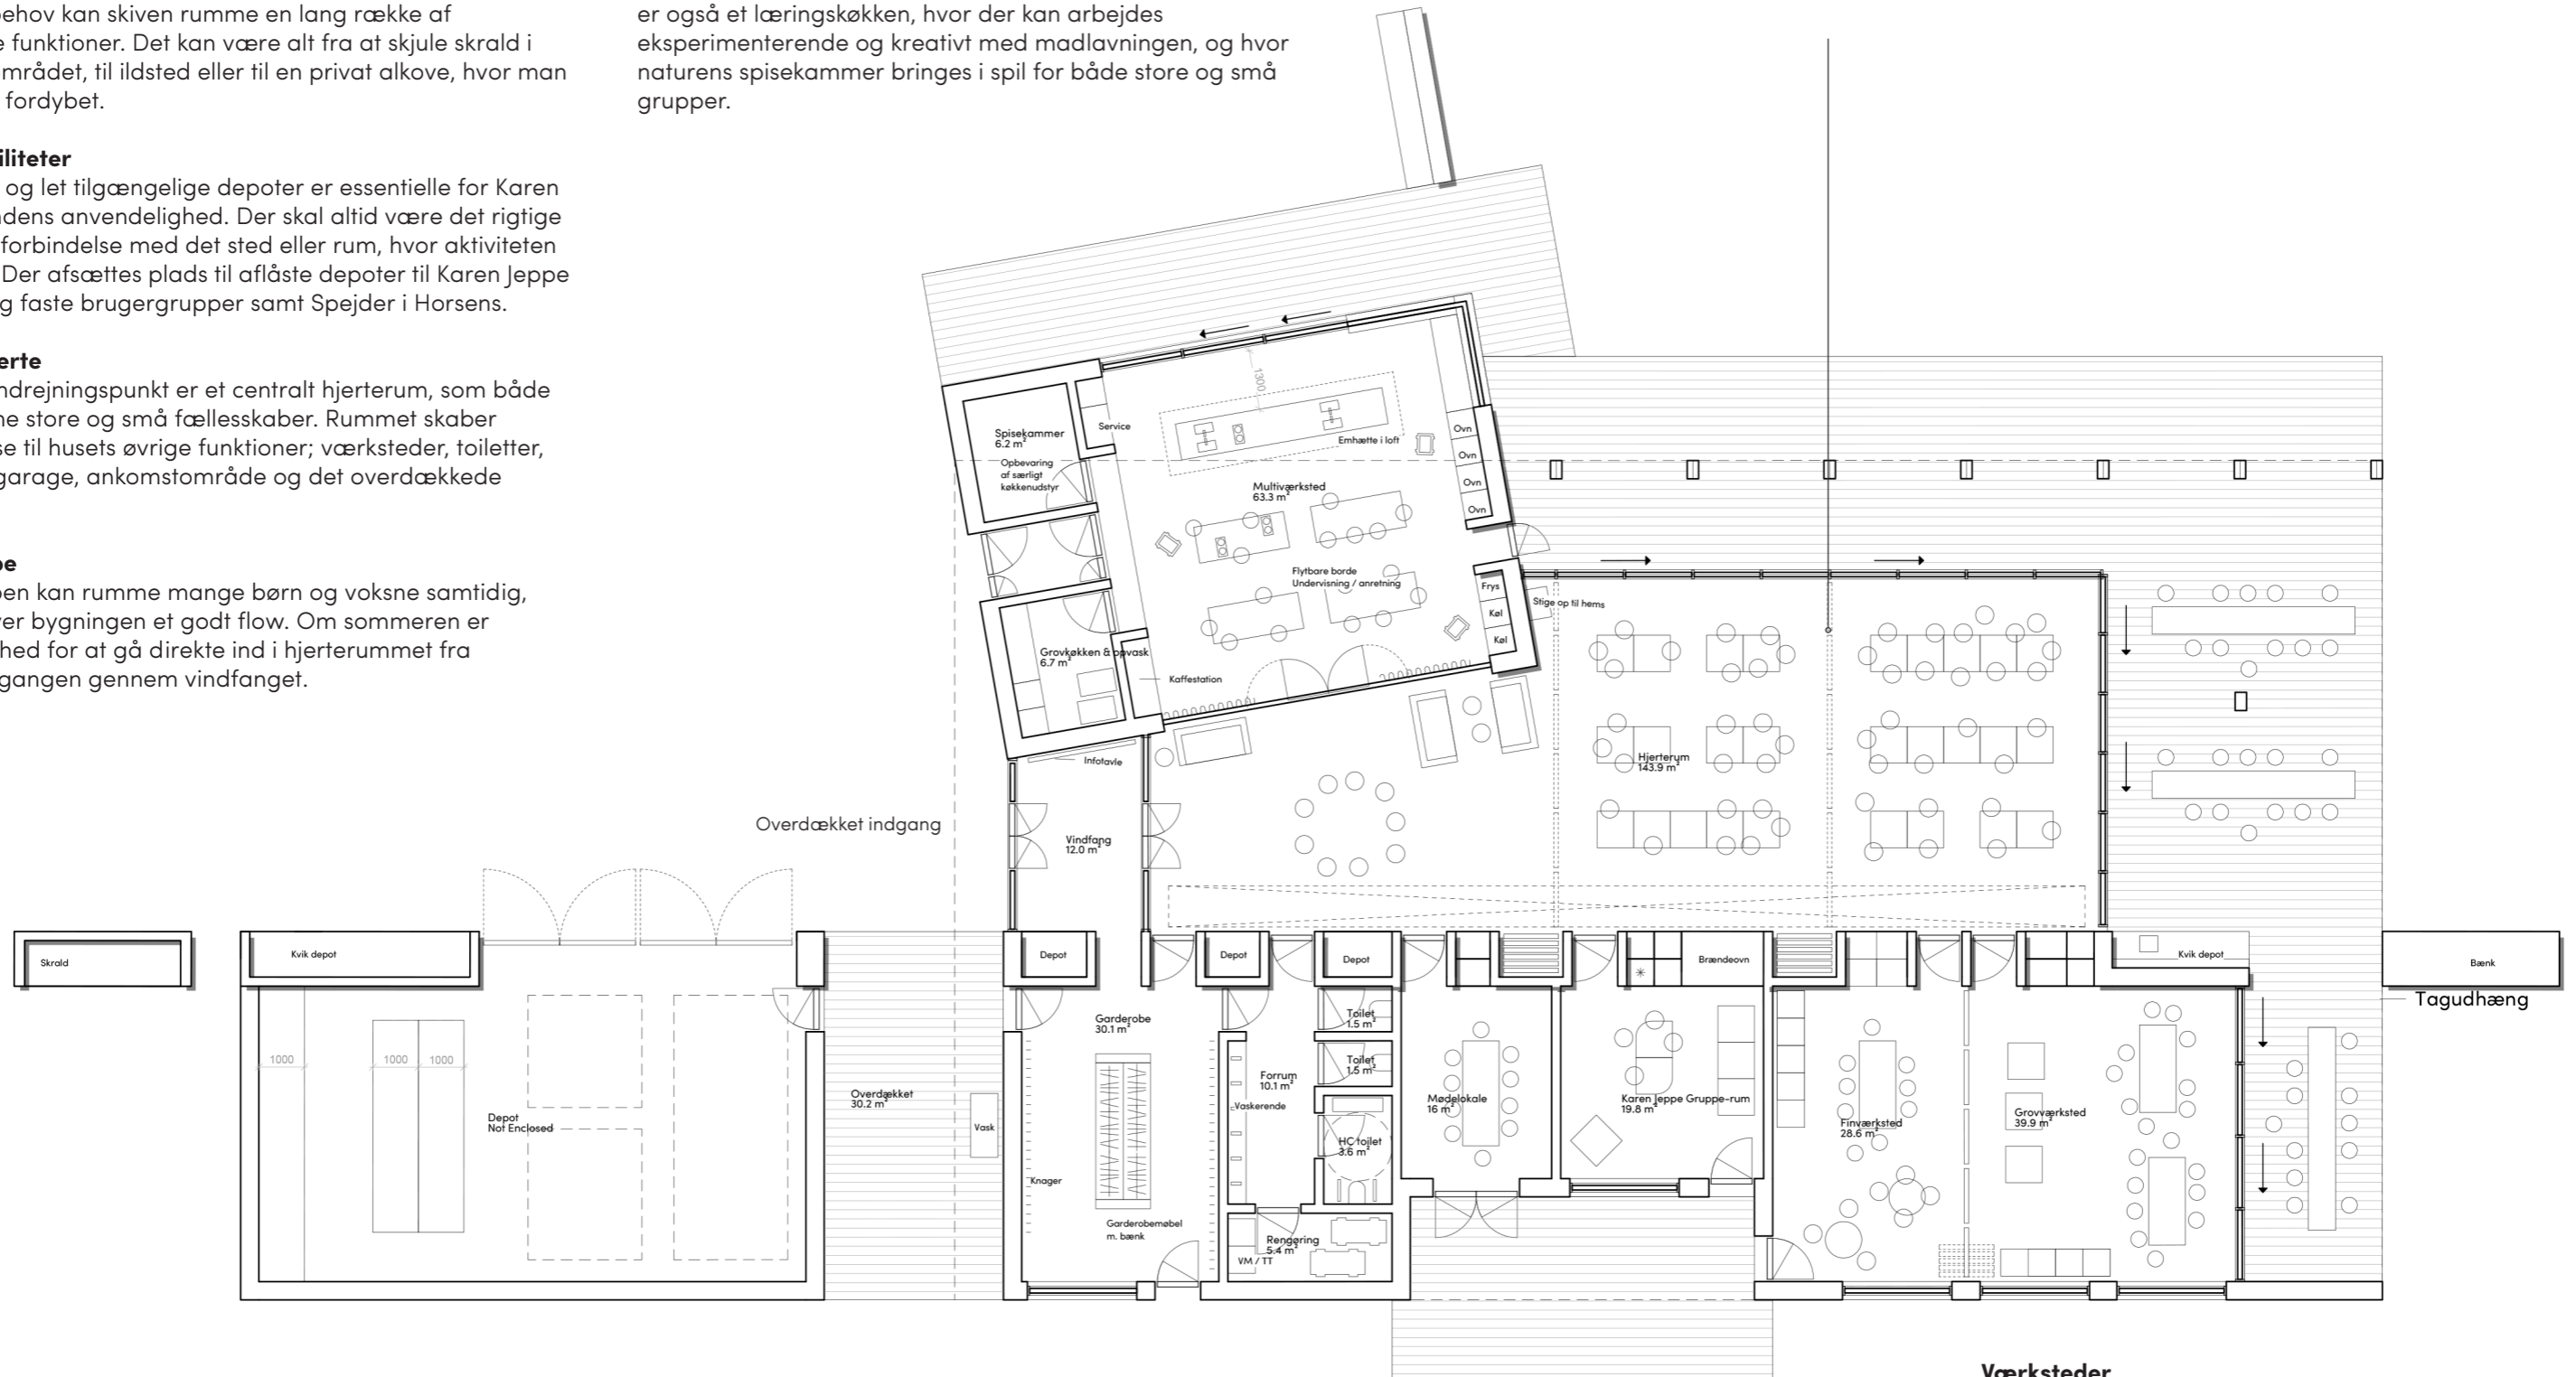 behov kan skiven rumme en lang række af
e funktioner. Det kan være alt fra at skjule skrald i
mrådet, til ildsted eller til en privat alkove, hvor man
fordybet.
iliteter
og let tilgængelige depoter er essentielle for Karen
ndens anvendelighed. Der skal altid være det rigtige
forbindelse med det sted eller rum, hvor aktiviteten
Der afsættes plads til aflåste depoter til Karen Jeppe
g faste brugergrupper samt Spejder i Horsens.
erte
ndrejningspunkt er et centralt hjerterum, som både
ne store og små fællesskaber. Rummet skaber
se til husets øvrige funktioner; værksteder, toiletter,
garage, ankomstområde og det overdækkede
be
en kan rumme mange børn og voksne samtidig,
ver bygningen et godt flow. Om sommeren er
hed for at gå direkte ind i hjerterummet fra
gangen gennem vindfanget.
er også et læringskøkken, hvor der kan arbejdes
eksperimenterende og kreativt med madlavningen, og hvor
naturens spisekammer bringes i spil for både store og små
grupper.
1300
Spisekammer
6.2 m²
Opbevaring
af særligt
køkkenudstyr
Service
Emhætte i loft
Ovn
Ovn
Ovn
Ovn
Multiværksted
63.3 m²
Flytbare borde
Undervisning / anretning
Frys
Køl
Køl
Stige op til hems
Grovkøkken & opvask
6.7 m²
Kaffestation
Infotavle
Hjerterum
143.9 m²
Overdækket indgang
Vindfang
12.0 m²
Skrald
Kvik depot
Depot
Depot
Depot
Brændeovn
Kvik depot
Bænk
Tagudhæng
1000
1000
1000
Depot
Not Enclosed
Overdækket
30.2 m²
Vask
Garderobe
30.1 m²
Knager
Garderobemøbel
m. bænk
Forrum
10.1 m²
Vaskerende
Toilet
1.5 m²
Toilet
1.5 m²
HC toilet
3.6 m²
Rengøring
5.4 m²
VM / TT
Mødelokale
16 m²
Karen Jeppe Gruppe-rum
19.8 m²
Finværksted
28.6 m²
Grovværksted
39.9 m²
Værksteder